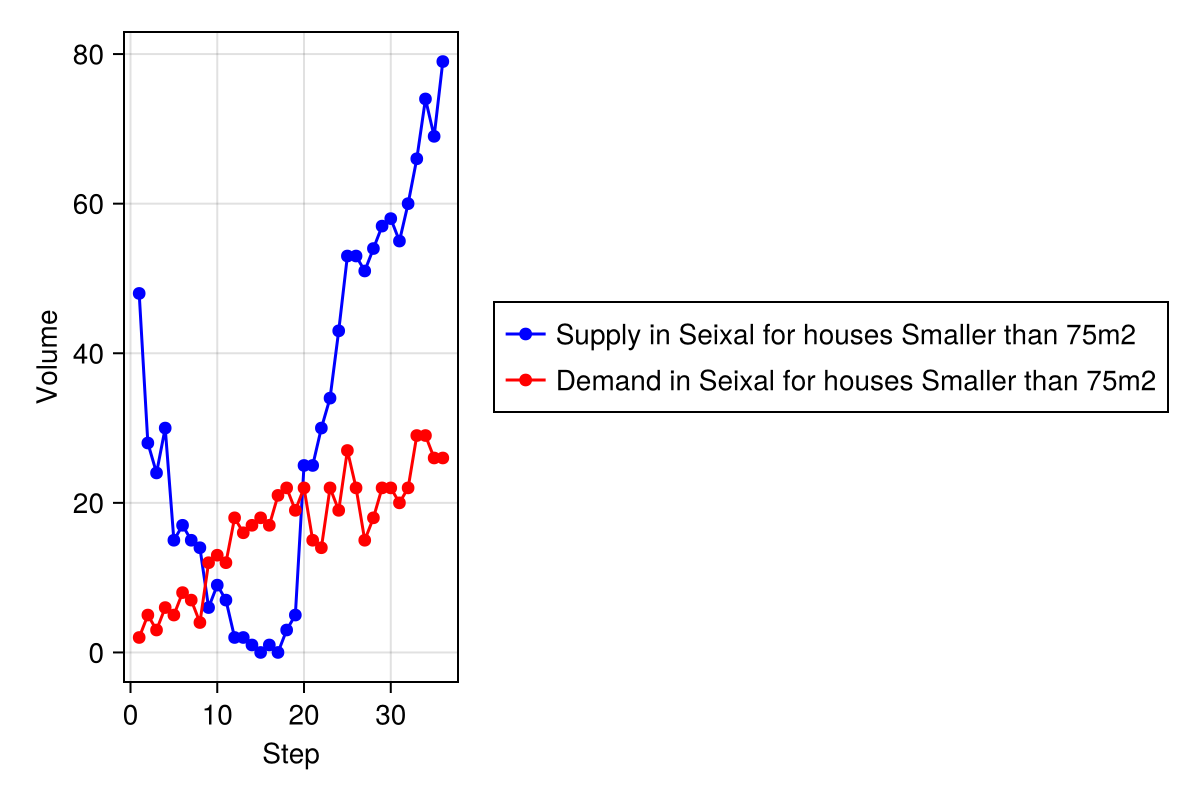 80
60
40
20
0
Volume
0 10 20 30
Step
Supply in Seixal for houses Smaller than 75m2
Demand in Seixal for houses Smaller than 75m2